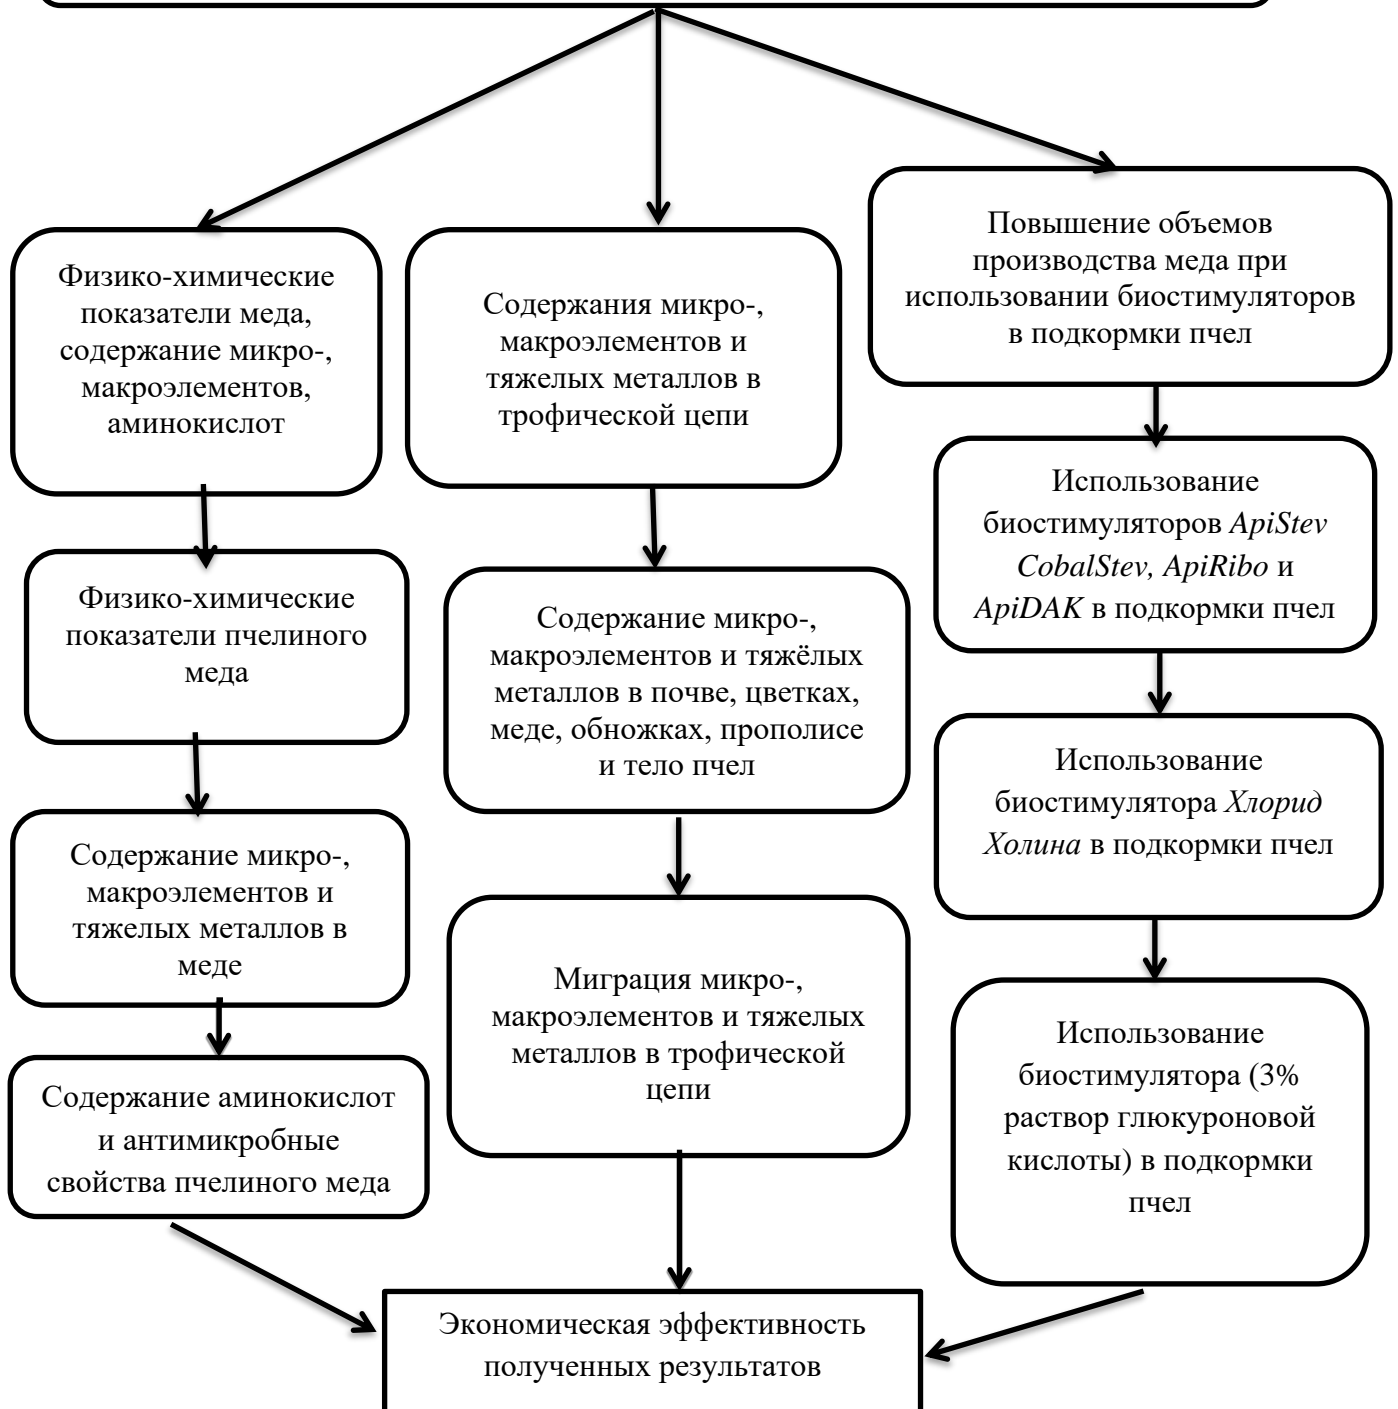 Физико-химические
показатели меда,
содержание микро-,
макроэлементов,
аминокислот
Физико-химические
показатели пчелиного
меда
Содержание микро-,
макроэлементов и
тяжелых металлов в
меде
Содержание аминокислот
и антимикробные
свойства пчелиного меда
Содержания микро-,
макроэлементов и
тяжелых металлов в
трофической цепи
Содержание микро-,
макроэлементов и тяжёлых
металлов в почве, цветках,
меде, обножках, прополисе
и тело пчел
Миграция микро-,
макроэлементов и тяжелых
металлов в трофической
цепи
Повышение объемов
производства меда при
использовании биостимуляторов
в подкормки пчел
Использование
биостимуляторов ApiStev
CobalStev, ApiRibo и
ApiDAK в подкормки пчел
Использование
биостимулятора Хлорид
Холина в подкормки пчел
Использование
биостимулятора (3%
раствор глюкуроновой
кислоты) в подкормки
пчел
Экономическая эффективность
полученных результатов